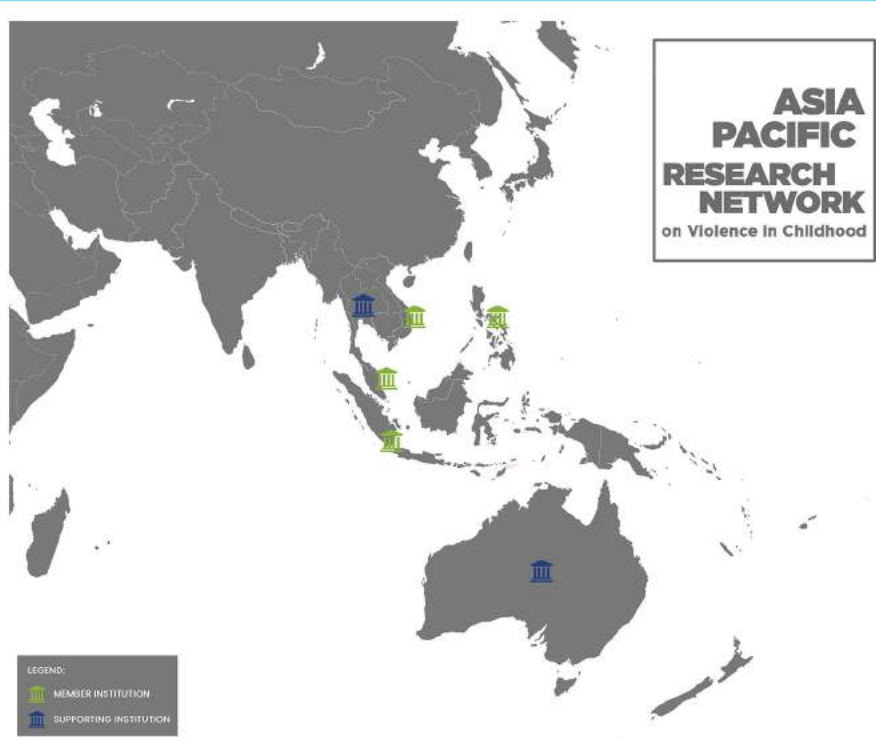 ASIA
PACIFIC
RESEARCH
NETWORK
on Violence in Childhood
LEGEND:
MEMBER INSTITUTION
SUPPORTING INSTITUTION